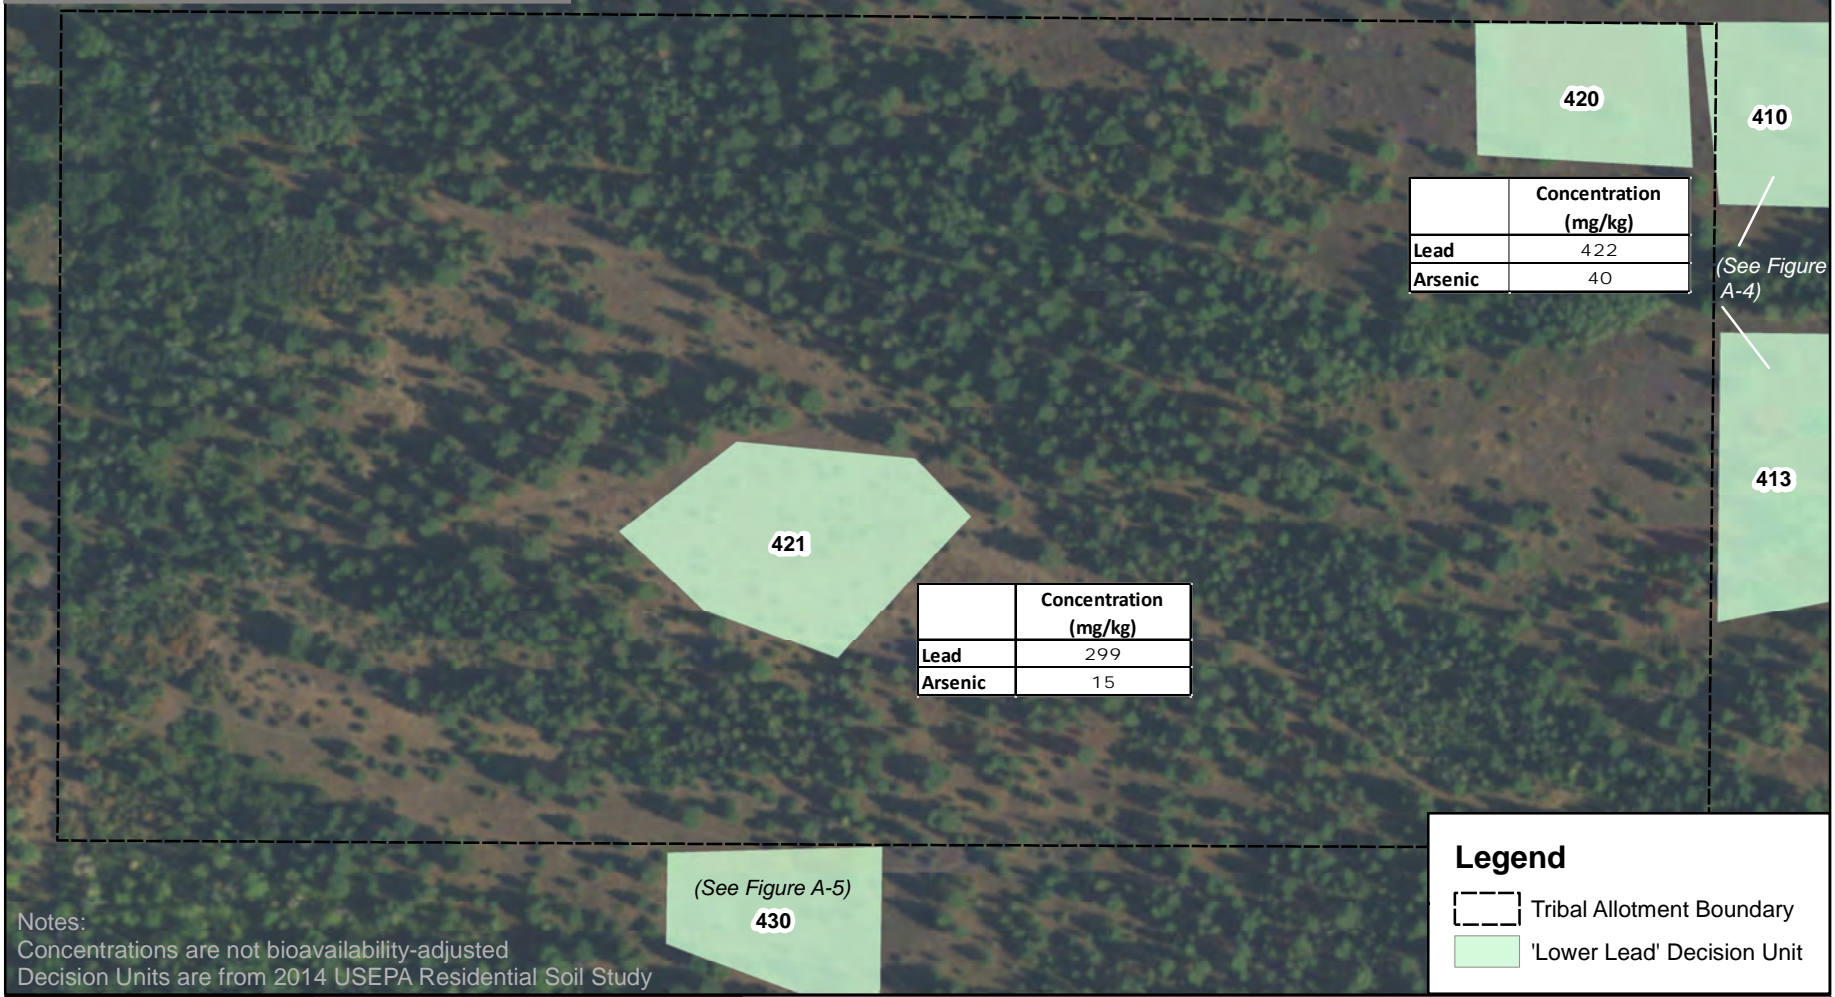 420
410
Concentration
(mg/kg)
Lead 422
Arsenic 40
(See Figure
A-4)
413
421
Concentration
(mg/kg)
Lead 299
Arsenic 15
(See Figure A-5)
430
Notes:
Concentrations are not bioavailability-adjusted
Decision Units are from 2014 USEPA Residential Soil Study
Legend
Tribal Allotment Boundary
'Lower Lead' Decision Unit